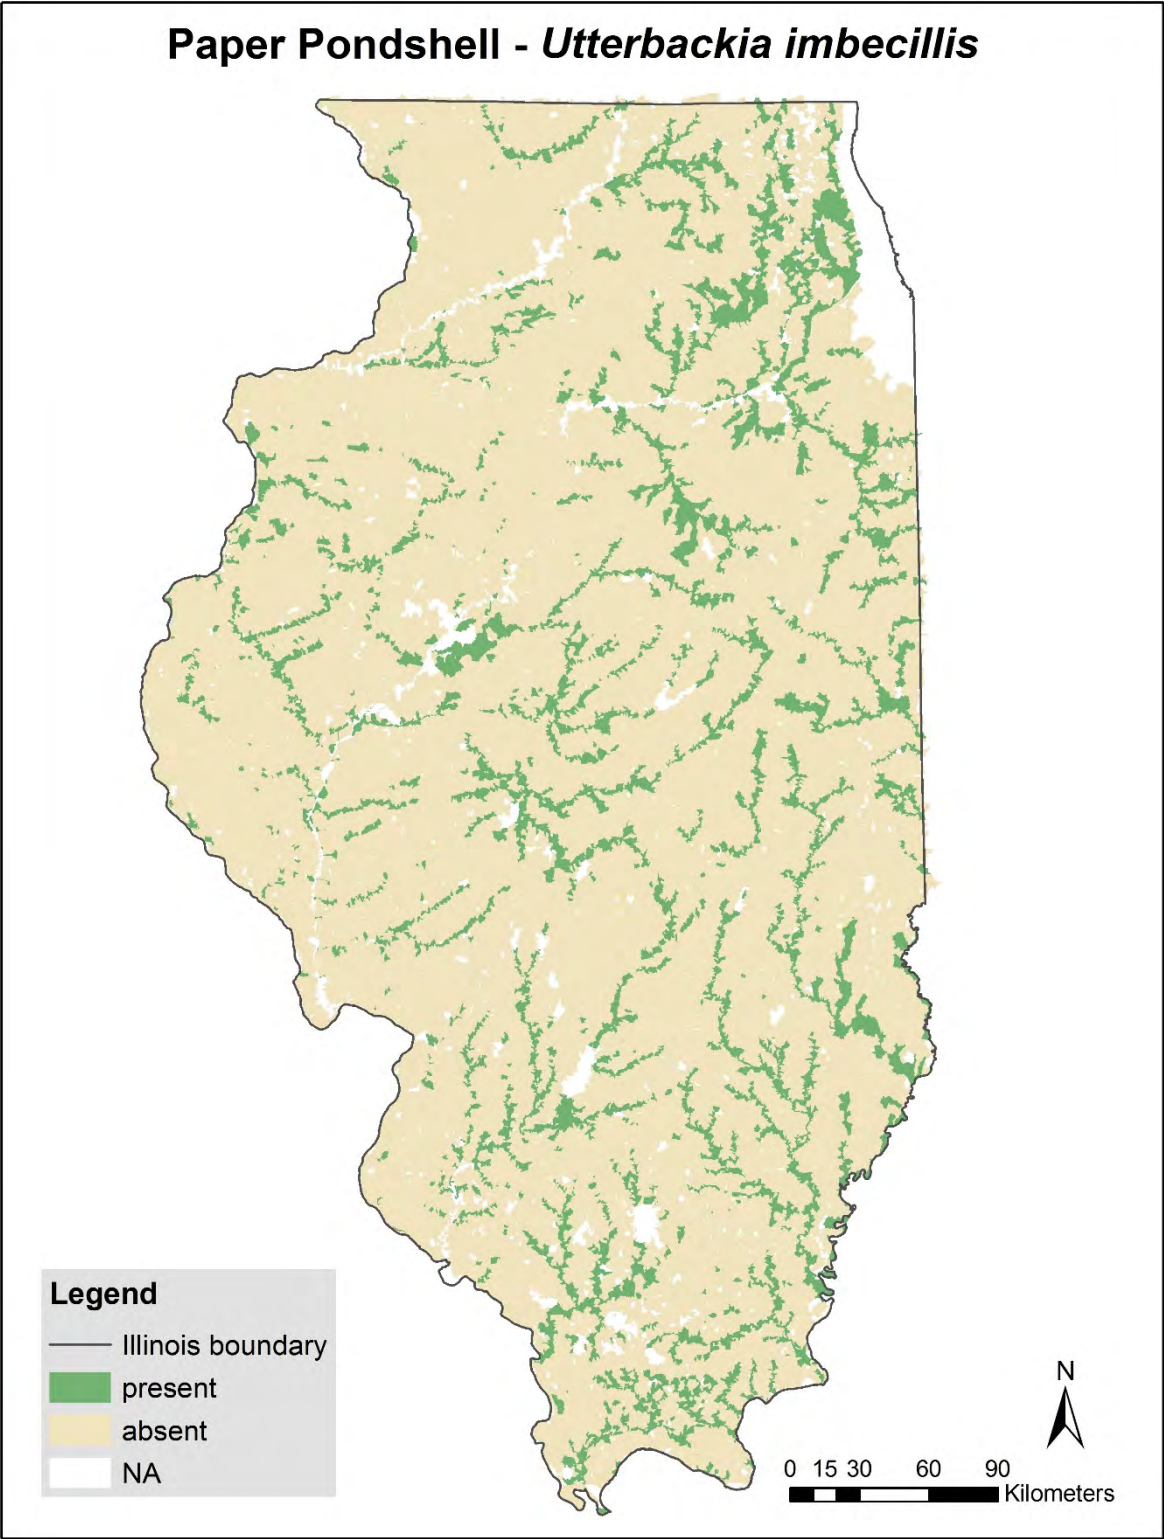 Paper Pondshell - Utterbackia imbecillis
Legend
Illinois boundary
present
absent
NA
N
0 15 30 60 90
Kilometers